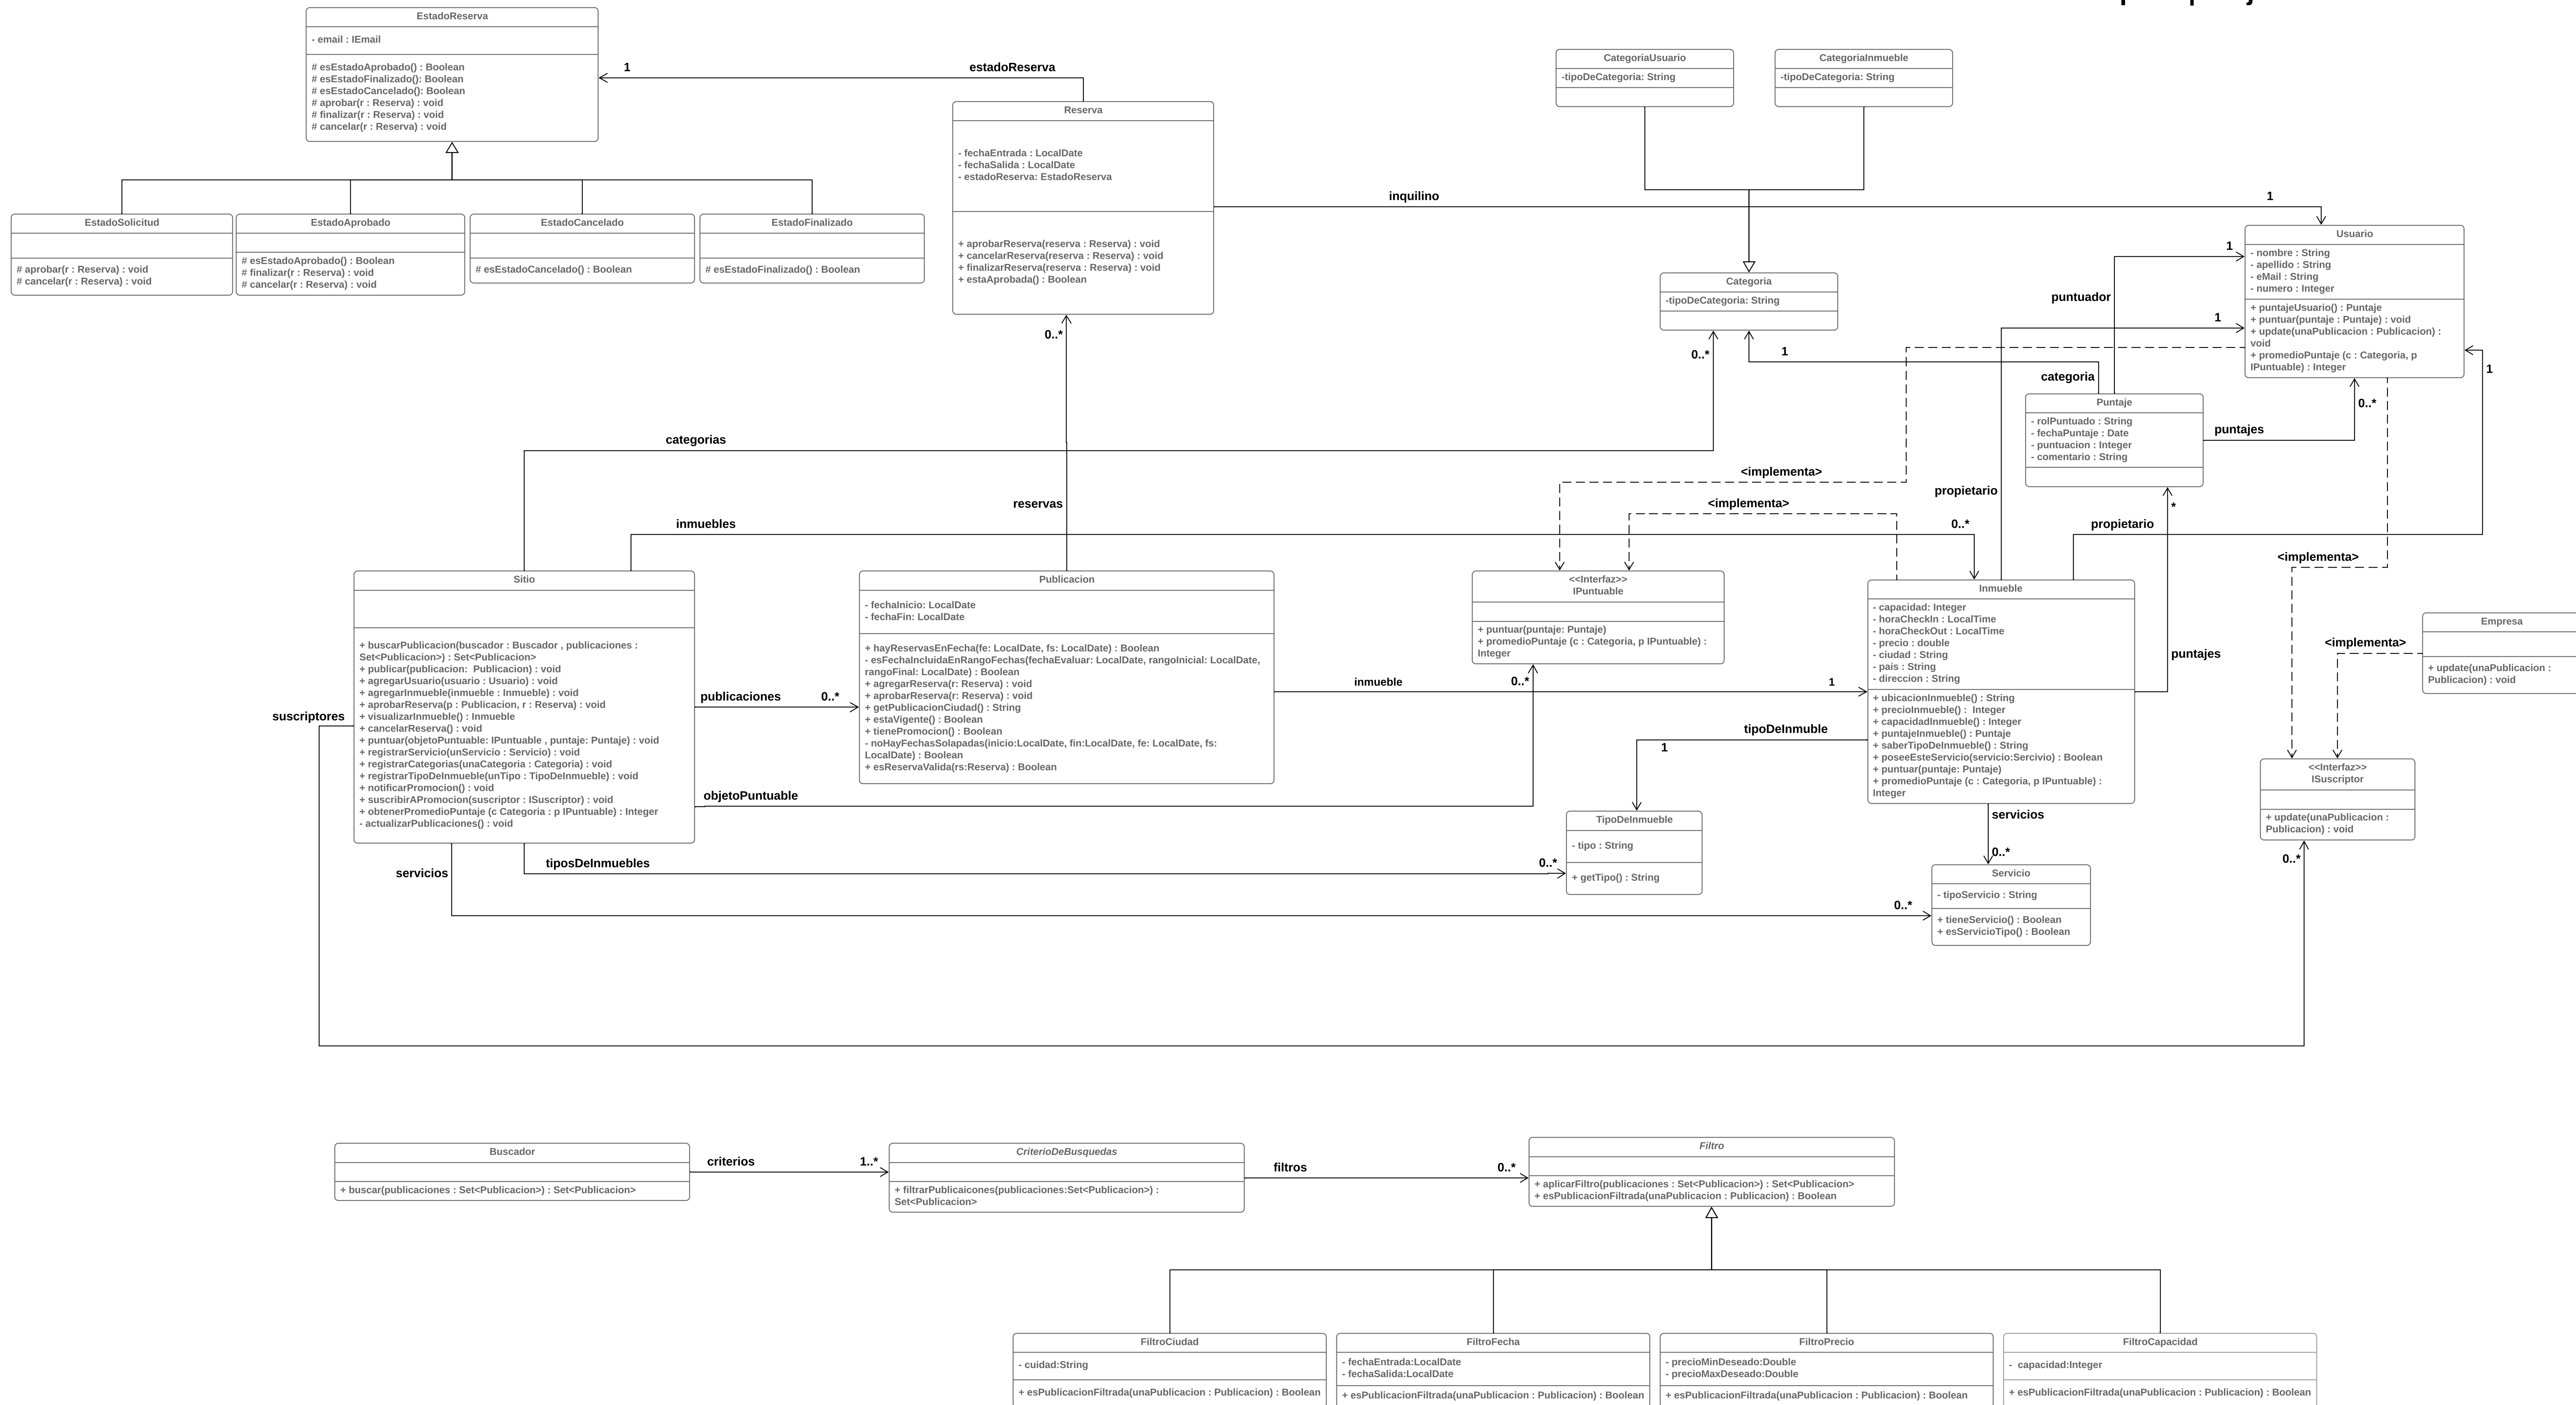 EstadoReserva
- email : IEmail
# esEstadoAprobado() : Boolean
# esEstadoFinalizado(): Boolean
# esEstadoCancelado(): Boolean
# aprobar(r : Reserva) : void
# finalizar(r : Reserva) : void
# cancelar(r : Reserva) : void
1
estadoReserva
EstadoSolicitud
# aprobar(r : Reserva) : void
# cancelar(r : Reserva) : void
EstadoAprobado
# esEstadoAprobado() : Boolean
# finalizar(r : Reserva) : void
# cancelar(r : Reserva) : void
EstadoCancelado
# esEstadoCancelado() : Boolean
EstadoFinalizado
# esEstadoFinalizado() : Boolean
Reserva
- fechaEntrada : LocalDate
- fechaSalida : LocalDate
- estadoReserva: EstadoReserva
+ aprobarReserva(reserva : Reserva) : void
+ cancelarReserva(reserva : Reserva) : void
+ finalizarReserva(reserva : Reserva) : void
+ estaAprobada() : Boolean
CategoriaUsuario
-tipoDeCategoria: String
CategoriaInmueble
-tipoDeCategoria: String
inquilino
1
Categoria
-tipoDeCategoria: String
Usuario
- nombre : String
- apellido : String
- eMail : String
- numero : Integer
+ puntajeUsuario() : Puntaje
+ puntuar(puntaje : Puntaje) : void
+ update(unaPublicacion : Publicacion) :
void
+ promedioPuntaje (c : Categoria, p
IPuntuable) : Integer
1
puntuador
1
1
0..*
0..*
1
categoria
0..*
Puntaje
- rolPuntuado : String
- fechaPuntaje : Date
- puntuacion : Integer
- comentario : String
puntajes
categorias
<implementa>
reservas
<implementa>
propietario
*
inmuebles
0..*
propietario
<implementa>
Sitio
+ buscarPublicacion(buscador : Buscador , publicaciones :
Set<Publicacion>) : Set<Publicacion>
+ publicar(publicacion:  Publicacion) : void
+ agregarUsuario(usuario : Usuario) : void
+ agregarInmueble(inmueble : Inmueble) : void
+ aprobarReserva(p : Publicacion, r : Reserva) : void
+ visualizarInmueble() : Inmueble
+ cancelarReserva() : void
+ puntuar(objetoPuntuable: IPuntuable , puntaje: Puntaje) : void
+ registrarServicio(unServicio : Servicio) : void
+ registrarCategorias(unaCategoria : Categoria) : void
+ registrarTipoDeInmueble(unTipo : TipoDeInmueble) : void
+ notificarPromocion() : void
+ suscribirAPromocion(suscriptor : ISuscriptor) : void
+ obtenerPromedioPuntaje (c Categoria : p IPuntuable) : Integer
- actualizarPublicaciones() : void
suscriptores
publicaciones
0..*
objetoPuntuable
Publicacion
- fechaInicio: LocalDate
- fechaFin: LocalDate
+ hayReservasEnFecha(fe: LocalDate, fs: LocalDate) : Boolean
- esFechaIncluidaEnRangoFechas(fechaEvaluar: LocalDate, rangoInicial: LocalDate,
rangoFinal: LocalDate) : Boolean
+ agregarReserva(r: Reserva) : void
+ aprobarReserva(r: Reserva) : void
+ getPublicacionCiudad() : String
+ estaVigente() : Boolean
+ tienePromocion() : Boolean
- noHayFechasSolapadas(inicio:LocalDate, fin:LocalDate, fe: LocalDate, fs:
LocalDate) : Boolean
+ esReservaValida(rs:Reserva) : Boolean
<<Interfaz>>
IPuntuable
+ puntuar(puntaje: Puntaje)
+ promedioPuntaje (c : Categoria, p IPuntuable) :
Integer
inmueble
0..*
1
Inmueble
- capacidad: Integer
- horaCheckIn : LocalTime
- horaCheckOut : LocalTime
- precio : double
- ciudad : String
- pais : String
- direccion : String
+ ubicacionInmueble() : String
+ precioInmueble() :  Integer
+ capacidadInmueble() : Integer
+ puntajeInmueble() : Puntaje
+ saberTipoDeInmueble() : String
+ poseeEsteServicio(servicio:Sercivio) : Boolean
+ puntuar(puntaje: Puntaje)
+ promedioPuntaje (c : Categoria, p IPuntuable) :
Integer
puntajes
<implementa>
Empresa
+ update(unaPublicacion :
Publicacion) : void
tipoDeInmuble
1
<<Interfaz>>
ISuscriptor
+ update(unaPublicacion :
Publicacion) : void
TipoDeInmueble
- tipo : String
+ getTipo() : String
servicios
0..*
servicios
tiposDeInmuebles
0..*
0..*
Servicio
- tipoServicio : String
+ tieneServicio() : Boolean
+ esServicioTipo() : Boolean
0..*
Buscador
+ buscar(publicaciones : Set<Publicacion>) : Set<Publicacion>
criterios
1..*
CriterioDeBusquedas
+ filtrarPublicaicones(publicaciones:Set<Publicacion>) :
Set<Publicacion>
filtros
0..*
Filtro
+ aplicarFiltro(publicaciones : Set<Publicacion>) : Set<Publicacion>
+ esPublicacionFiltrada(unaPublicacion : Publicacion) : Boolean
FiltroCiudad
- cuidad:String
+ esPublicacionFiltrada(unaPublicacion : Publicacion) : Boolean
FiltroFecha
- fechaEntrada:LocalDate
- fechaSalida:LocalDate
+ esPublicacionFiltrada(unaPublicacion : Publicacion) : Boolean
FiltroPrecio
- precioMinDeseado:Double
- precioMaxDeseado:Double
+ esPublicacionFiltrada(unaPublicacion : Publicacion) : Boolean
FiltroCapacidad
-  capacidad:Integer
+ esPublicacionFiltrada(unaPublicacion : Publicacion) : Boolean